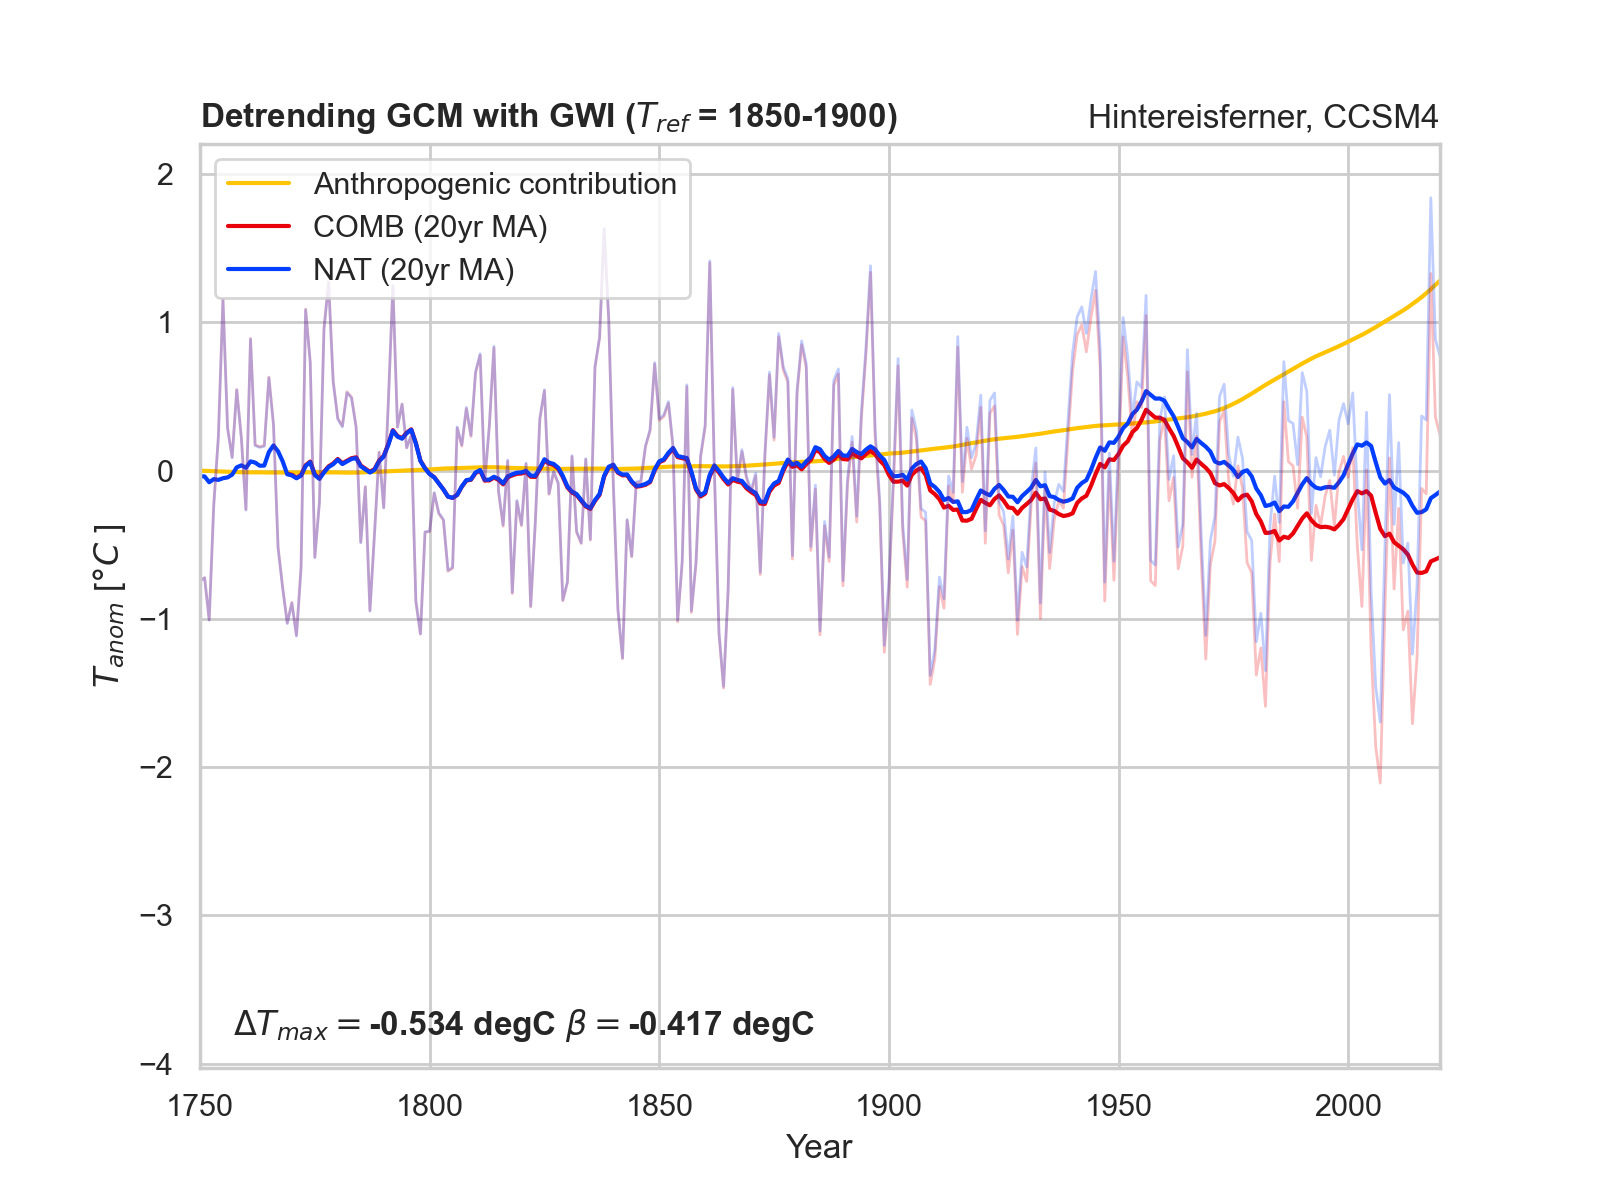 Detrending GCM with GWI (T_ref = 1850-1900)
Hintereisferner, CCSM4
Anthropogenic contribution
COMB (20yr MA)
NAT (20yr MA)
2
1
0
−1
−2
−3
−4
T_anom [°C ]
ΔT_max = -0.534 degC β = -0.417 degC
1750 1800 1850 1900 1950 2000
Year